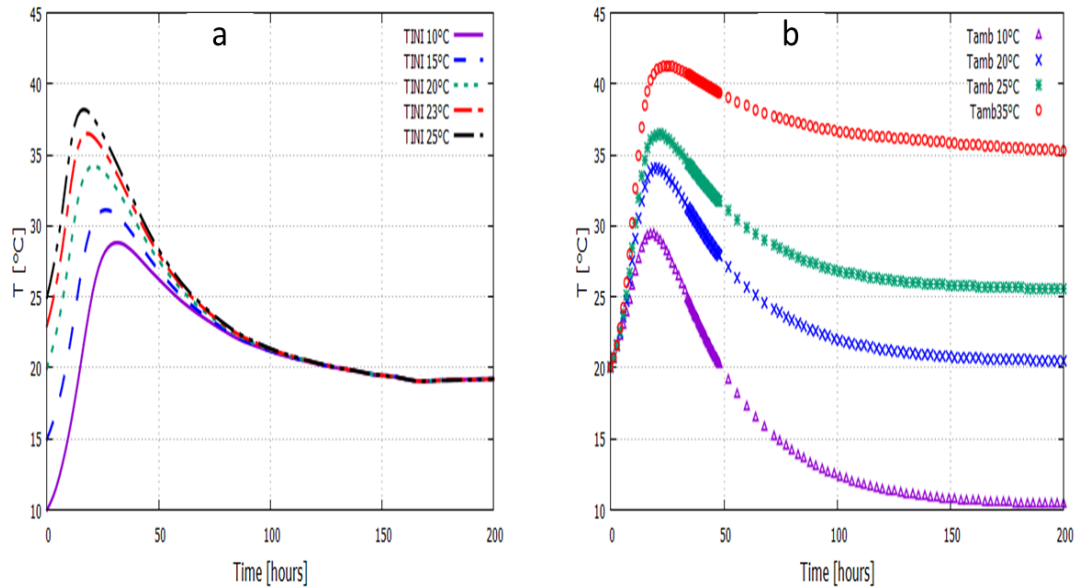 a
45
40
35
30
25
20
15
10
T [ºC]
TINI 10ºC
TINI 15ºC
TINI 20ºC
TINI 23ºC
TINI 25ºC
0
50
100
150
200
Time [hours]
b
45
40
35
30
25
20
15
10
T [ºC]
Tamb 10ºC
Tamb 20ºC
Tamb 25ºC
Tamb35ºC
0
50
100
150
200
Time [hours]